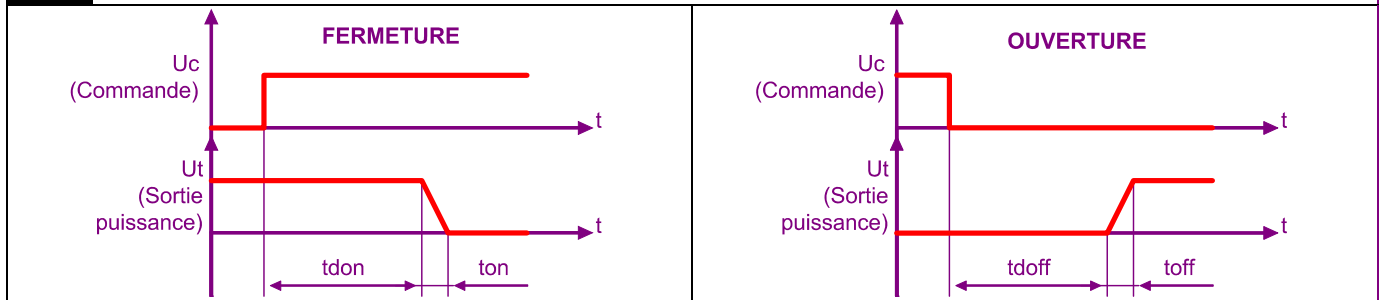 FERMETURE
Uc
(Commande)
t
Ut
(Sortie
puissance)
t
tdon
ton
OUVERTURE
Uc
(Commande)
t
Ut
(Sortie
puissance)
t
tdoff
toff